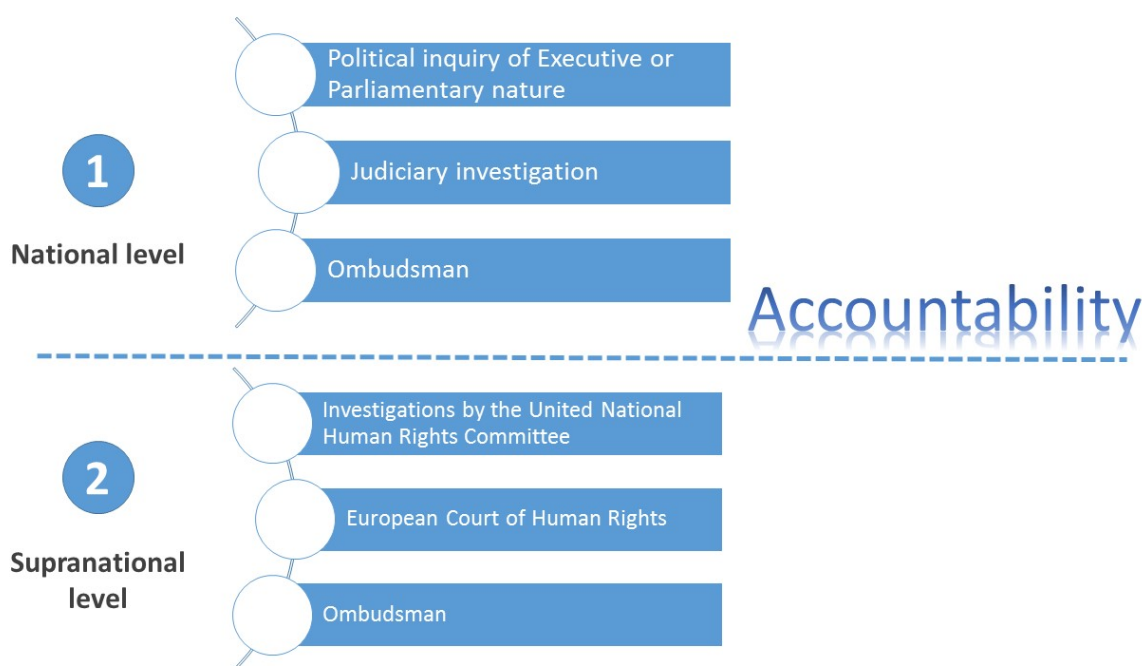 Political inquiry of Executive or
Parliamentary nature
1
Judiciary investigation
National level
Ombudsman
Accountability
Investigations by the United National
Human Rights Committee
2
European Court of Human Rights
Supranational
level
Ombudsman